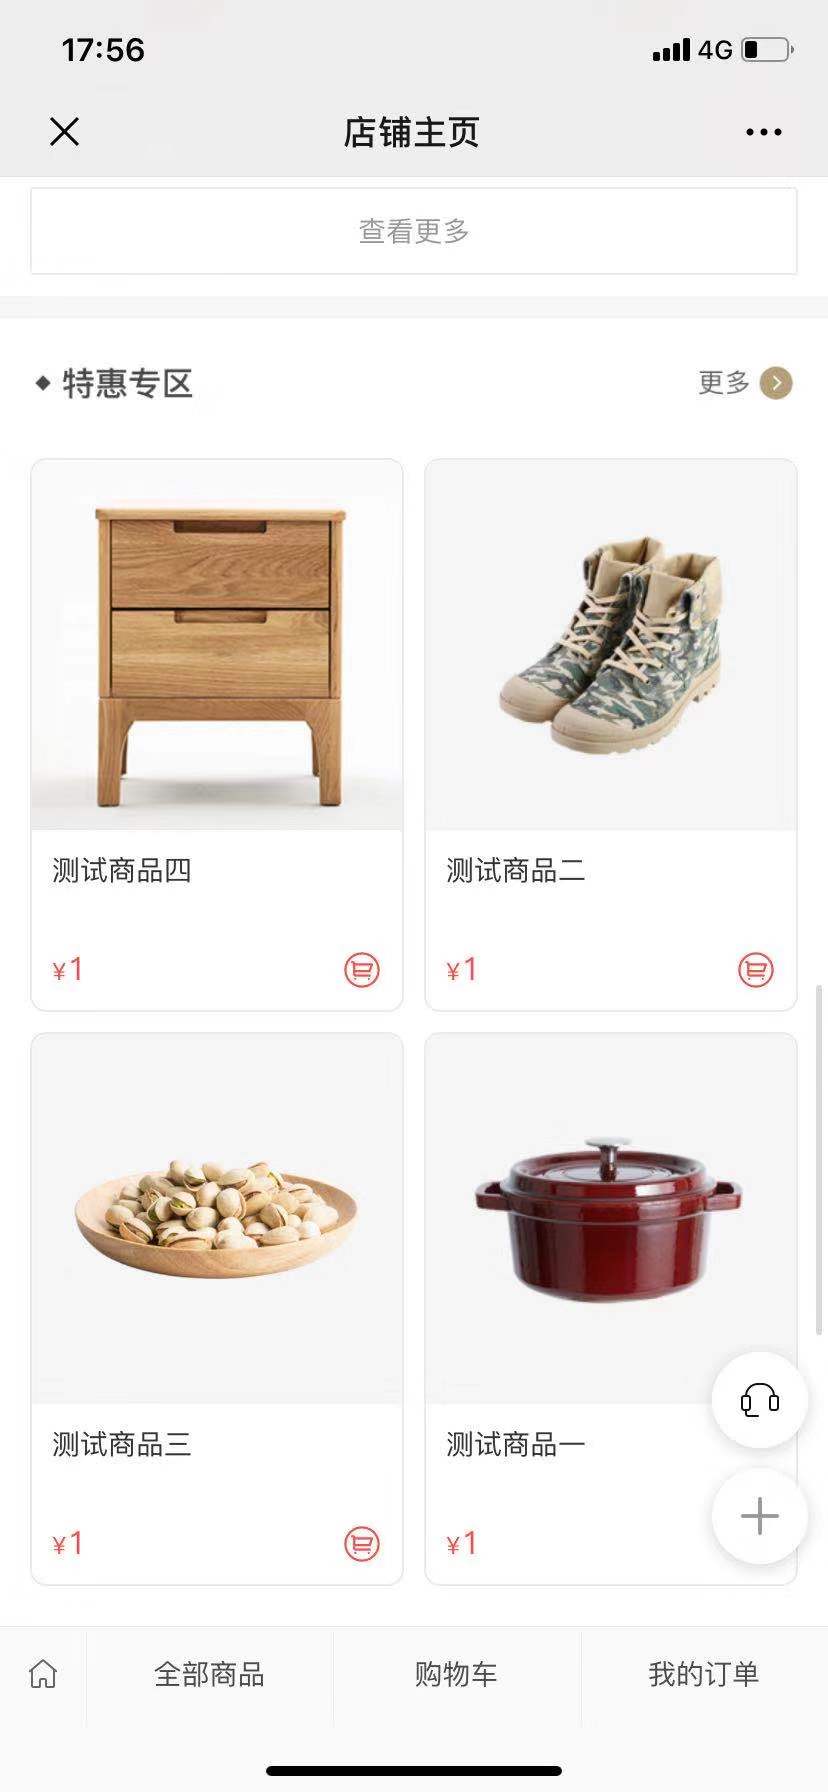 17:56 4G
店铺主页
查看更多
特惠专区 更多
测试商品四 测试商品二
¥1 ¥1
测试商品三 测试商品一
¥1 ¥1
全部商品 购物车 我的订单